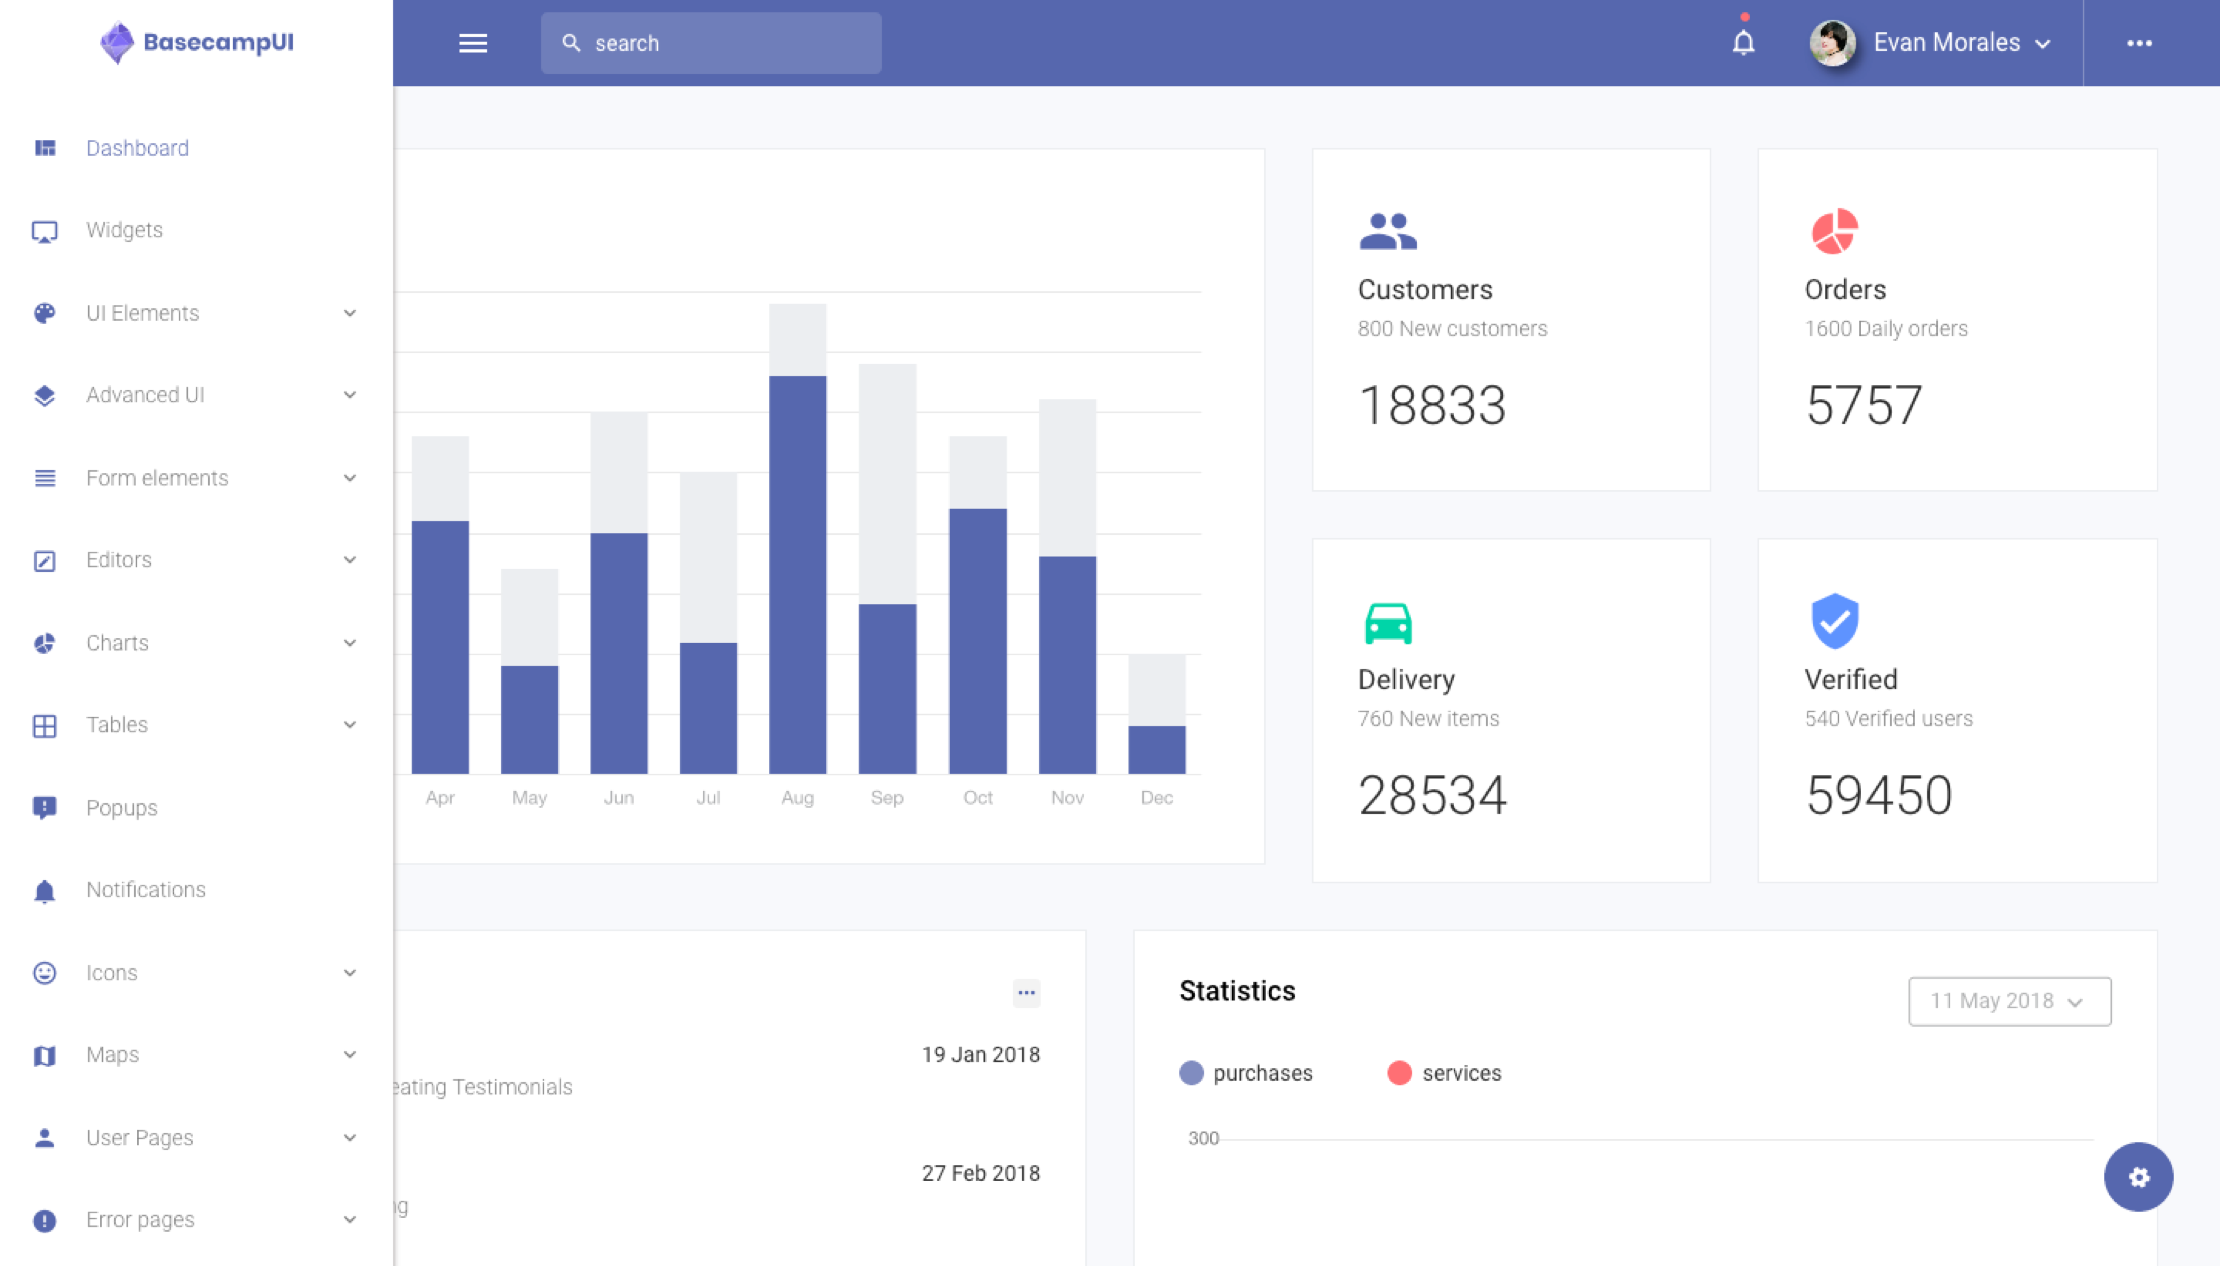 BasecampUI
search
Evan Morales
Dashboard
Widgets
UI Elements
Advanced UI
Form elements
Editors
Charts
Tables
Popups
Notifications
Icons
Maps
User Pages
Error pages
Apr May Jun Jul Aug Sep Oct Nov Dec
Customers
800 New customers
18833
Orders
1600 Daily orders
5757
Delivery
760 New items
28534
Verified
540 Verified users
59450
19 Jan 2018
eating Testimonials
27 Feb 2018
ng
Statistics
11 May 2018
purchases
services
300